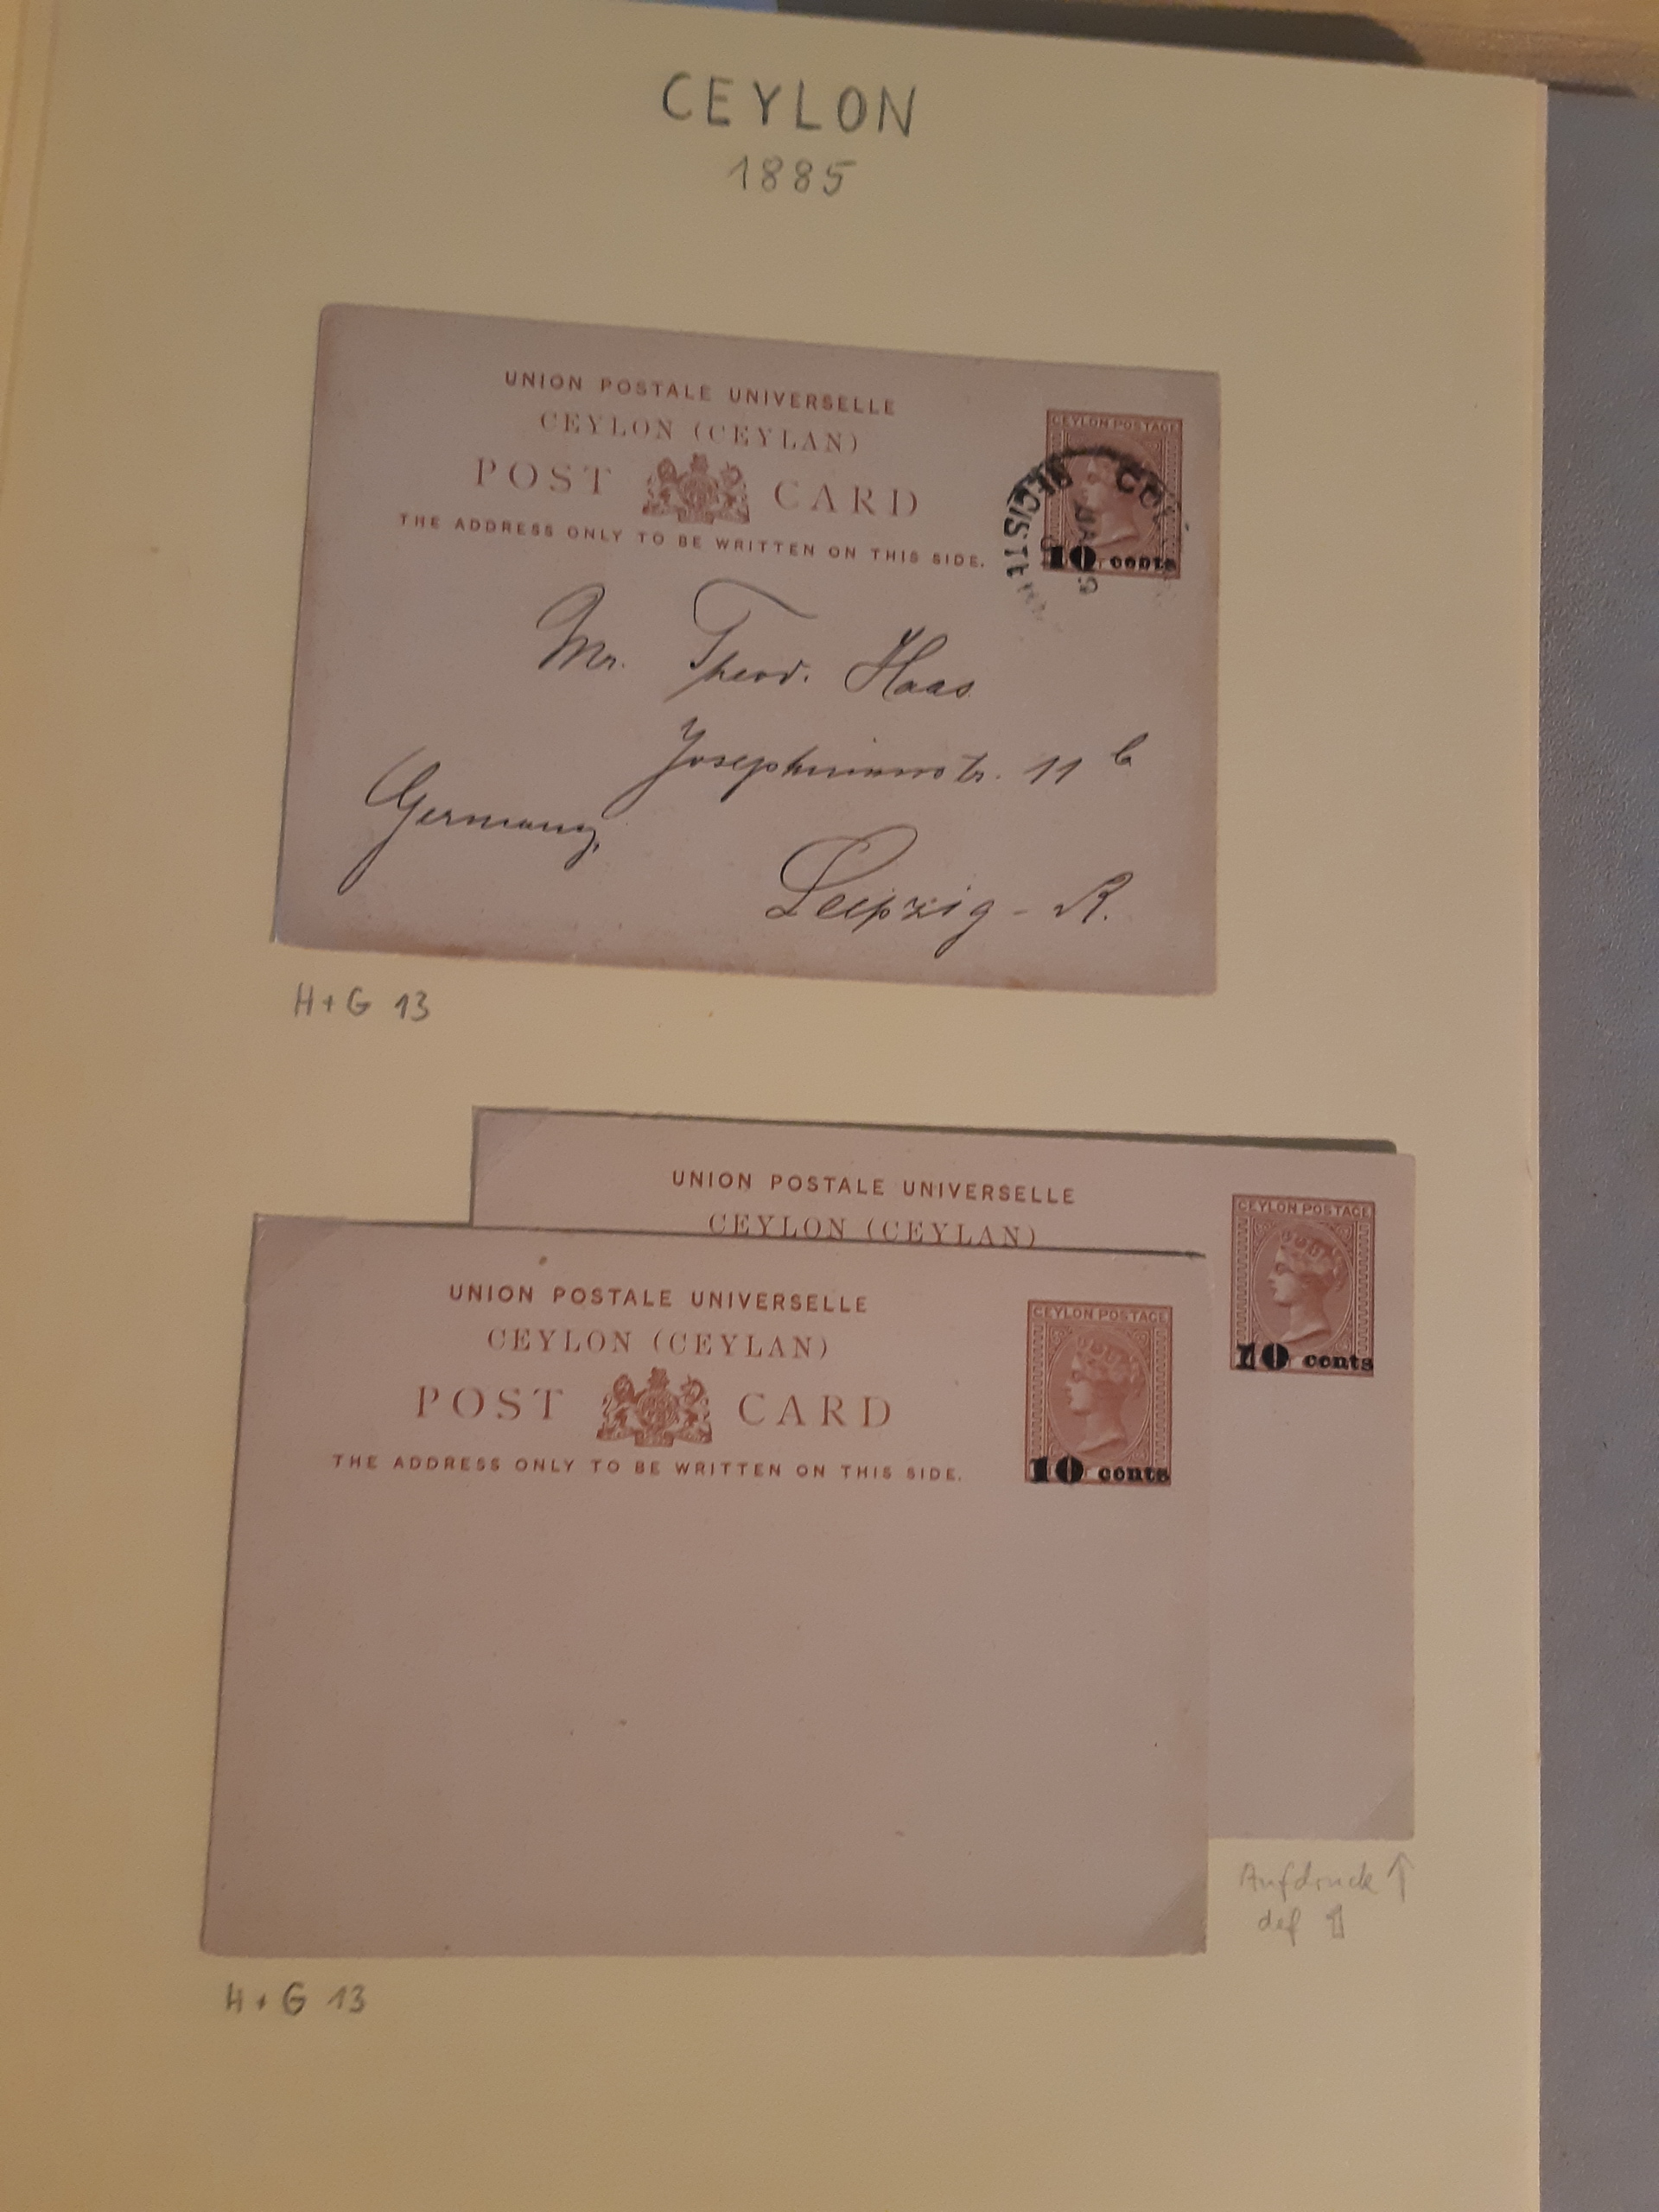 CEYLON
1885
UNION POSTALE UNIVERSELLE
CEYLON (CEYLAN)
POST CARD
THE ADDRESS ONLY TO BE WRITTEN ON THIS SIDE.
CEYLON POSTAGE
10 cents
Mr. Theod. Haas
Josephinenstr. 11 b
Germany,
Leipzig - R.
H+G 13
UNION POSTALE UNIVERSELLE
CEYLON (CEYLAN)
CEYLON POSTAGE
10 cents
UNION POSTALE UNIVERSELLE
CEYLON (CEYLAN)
POST CARD
THE ADDRESS ONLY TO BE WRITTEN ON THIS SIDE.
CEYLON POSTAGE
10 cents
Aufdruck ↑
def 1
H+G 13